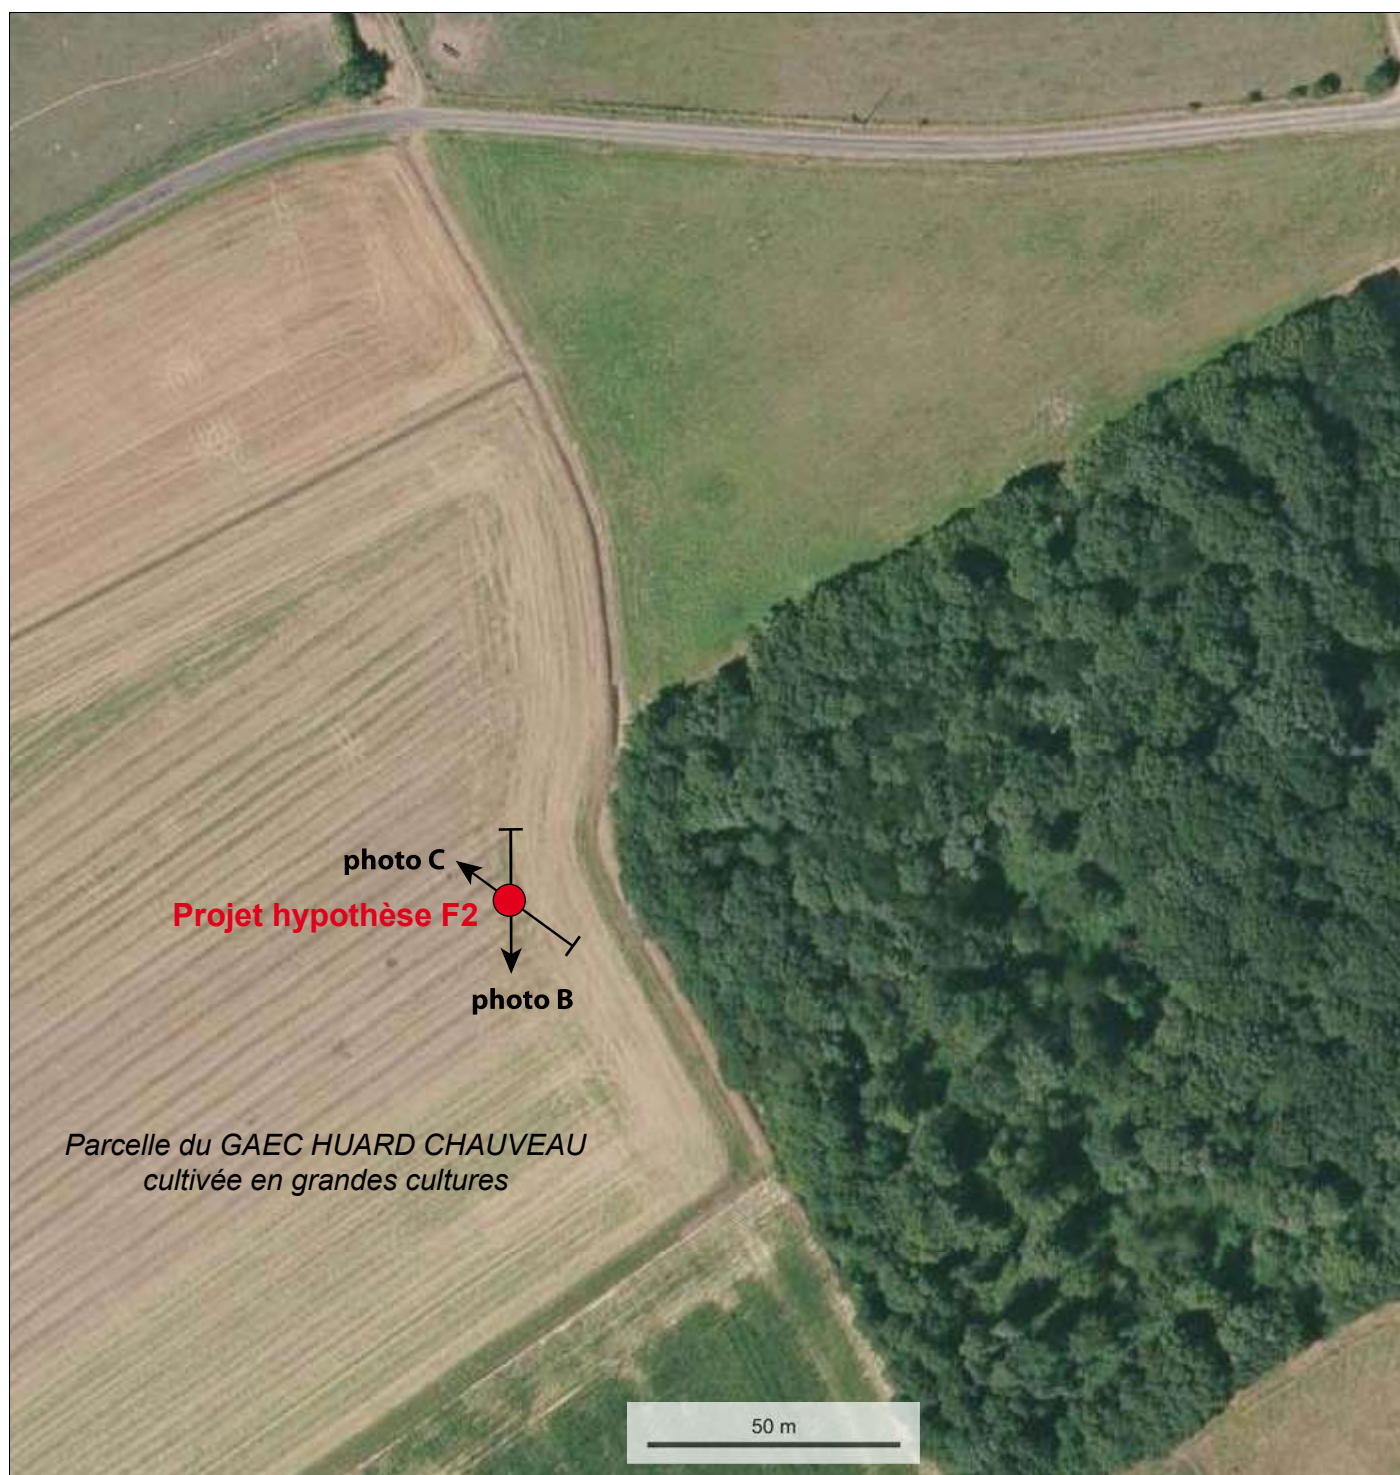 photo C
Projet hypothèse F2
photo B
Parcelle du GAEC HUARD CHAUVEAU
cultivée en grandes cultures
50 m